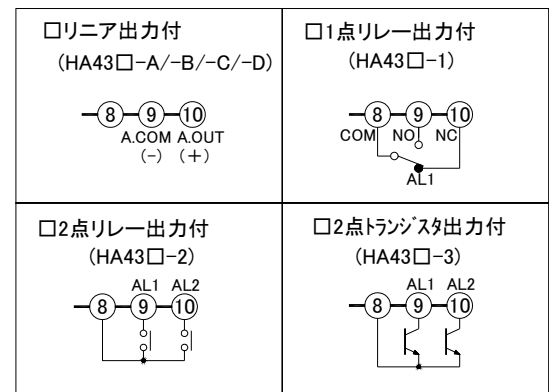 □リニア出力付
(HA43□-A/-B/-C/-D)
8 9 10
A.COM A.OUT
(-) (+)
□1点リレー出力付
(HA43□-1)
8 9 10
COM NO NC
AL1
□2点リレー出力付
(HA43□-2)
AL1 AL2
8 9 10
□2点トランジスタ出力付
(HA43□-3)
AL1 AL2
8 9 10